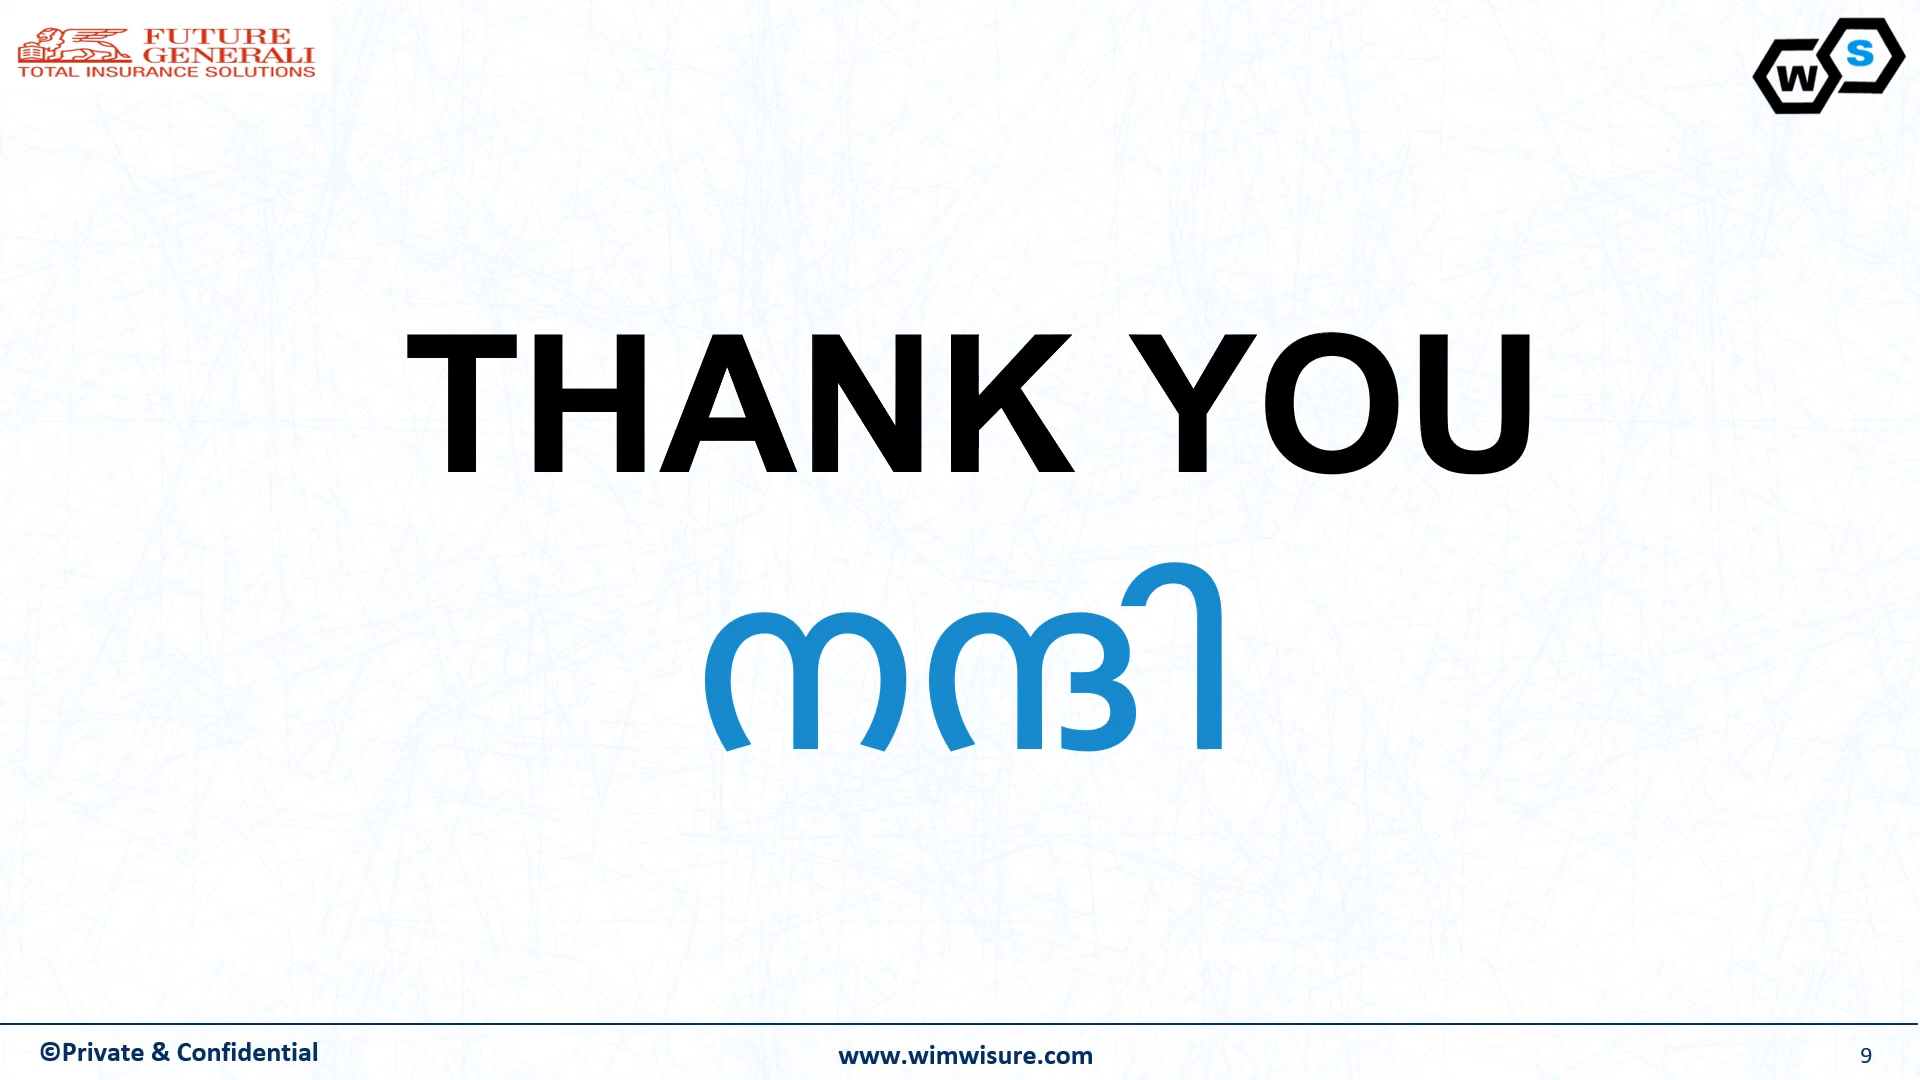 FUTURE
GENERALI
TOTAL INSURANCE SOLUTIONS
W S
THANK YOU
നന്ദി
©Private & Confidential
www.wimwisure.com
9